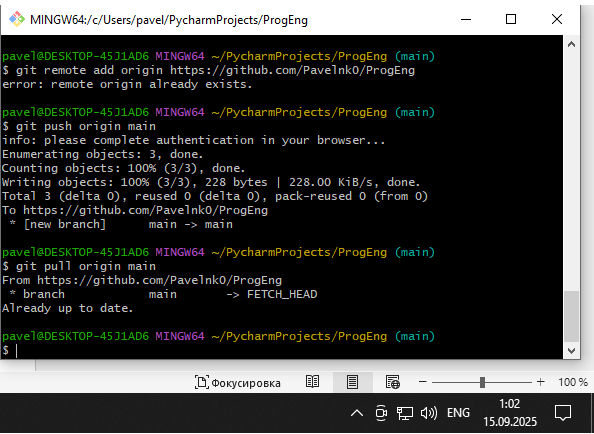 MINGW64:/c/Users/pavel/PycharmProjects/ProgEng
pavel@DESKTOP-45J1AD6 MINGW64 ~/PycharmProjects/ProgEng (main)
$ git remote add origin https://github.com/Pavelnk0/ProgEng
error: remote origin already exists.
pavel@DESKTOP-45J1AD6 MINGW64 ~/PycharmProjects/ProgEng (main)
$ git push origin main
info: please complete authentication in your browser...
Enumerating objects: 3, done.
Counting objects: 100% (3/3), done.
Writing objects: 100% (3/3), 228 bytes | 228.00 KiB/s, done.
Total 3 (delta 0), reused 0 (delta 0), pack-reused 0 (from 0)
To https://github.com/Pavelnk0/ProgEng
 * [new branch]      main -> main
pavel@DESKTOP-45J1AD6 MINGW64 ~/PycharmProjects/ProgEng (main)
$ git pull origin main
From https://github.com/Pavelnk0/ProgEng
 * branch            main       -> FETCH_HEAD
Already up to date.
pavel@DESKTOP-45J1AD6 MINGW64 ~/PycharmProjects/ProgEng (main)
$
Фокусировка
100 %
ENG
1:02
15.09.2025